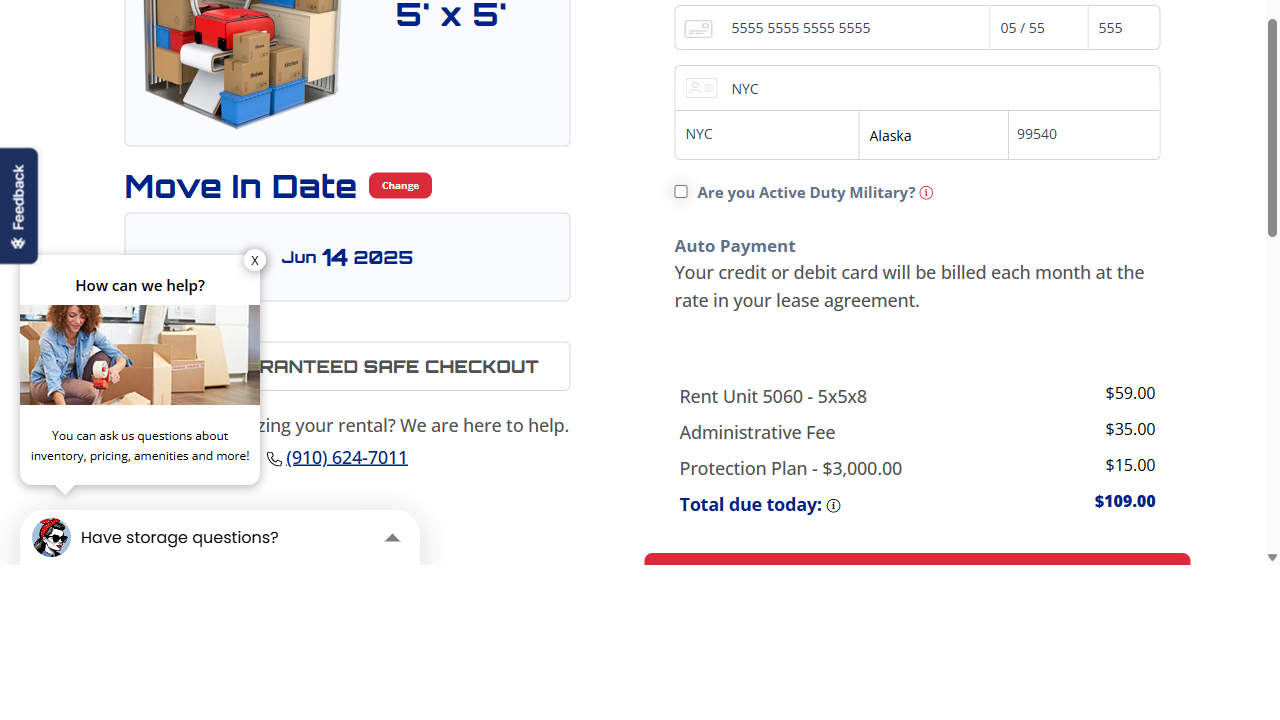 5' x 5'
Move In Date
Change
Jun 14 2025
Feedback
X
How can we help?
You can ask us questions about
inventory, pricing, amenities and more!
RANTEED SAFE CHECKOUT
zing your rental? We are here to help.
(910) 624-7011
Have storage questions?
5555 5555 5555 5555
05 / 55
555
NYC
NYC
Alaska
99540
Are you Active Duty Military?
Auto Payment
Your credit or debit card will be billed each month at the
rate in your lease agreement.
Rent Unit 5060 - 5x5x8 $59.00
Administrative Fee $35.00
Protection Plan - $3,000.00 $15.00
Total due today: $109.00